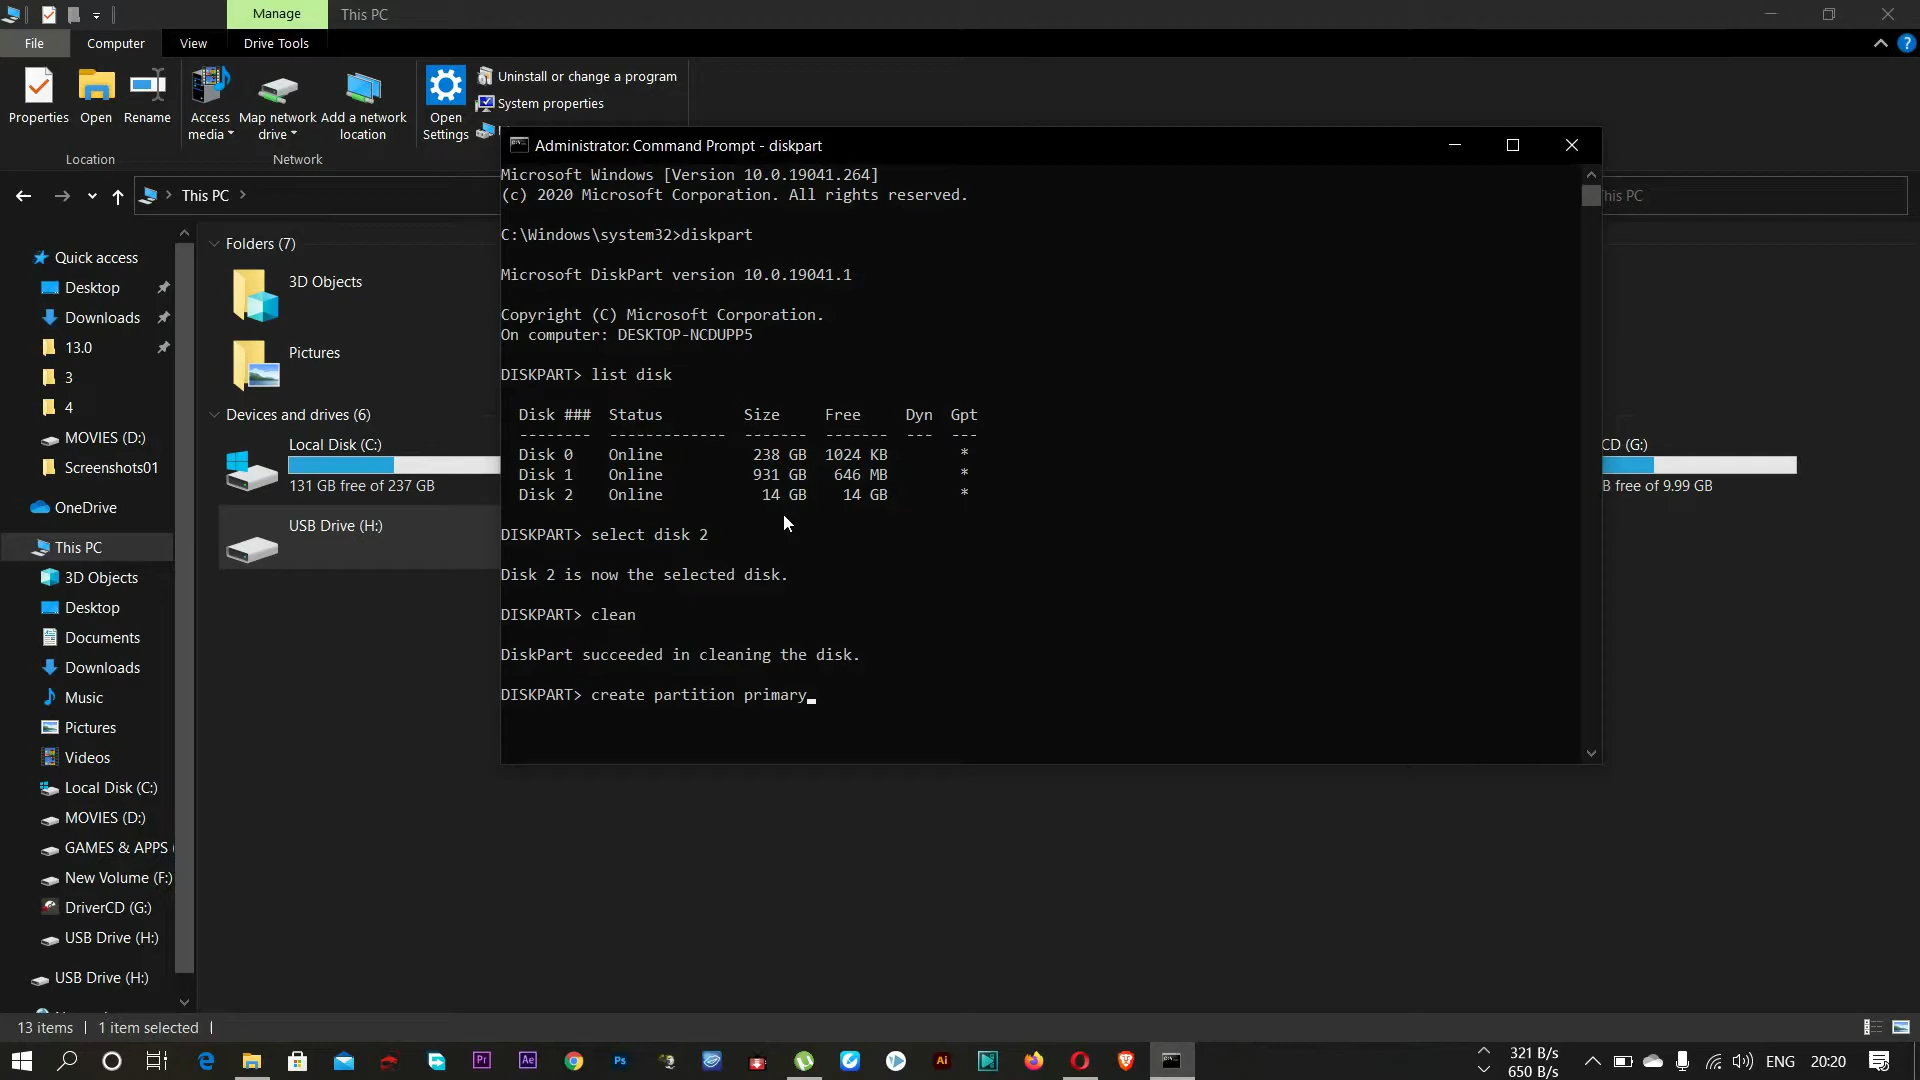 Manage
This PC
File
Computer
View
Drive Tools
Properties
Open
Rename
Access media
Map network drive
Add a network location
Open Settings
Uninstall or change a program
System properties
Location
Network
This PC
his PC
Quick access
Desktop
Downloads
13.0
3
4
MOVIES (D:)
Screenshots01
OneDrive
This PC
3D Objects
Desktop
Documents
Downloads
Music
Pictures
Videos
Local Disk (C:)
MOVIES (D:)
GAMES & APPS (
New Volume (F:)
DriverCD (G:)
USB Drive (H:)
USB Drive (H:)
Folders (7)
3D Objects
Pictures
Devices and drives (6)
Local Disk (C:)
131 GB free of 237 GB
USB Drive (H:)
CD (G:)
B free of 9.99 GB
Administrator: Command Prompt - diskpart
Microsoft Windows [Version 10.0.19041.264]
(c) 2020 Microsoft Corporation. All rights reserved.
C:\Windows\system32>diskpart
Microsoft DiskPart version 10.0.19041.1
Copyright (C) Microsoft Corporation.
On computer: DESKTOP-NCDUPP5
DISKPART> list disk
Disk ### Status Size Free Dyn Gpt
-------- ------------- ------- ------- --- ---
Disk 0 Online 238 GB 1024 KB *
Disk 1 Online 931 GB 646 MB *
Disk 2 Online 14 GB 14 GB *
DISKPART> select disk 2
Disk 2 is now the selected disk.
DISKPART> clean
DiskPart succeeded in cleaning the disk.
DISKPART> create partition primary
13 items
1 item selected
Pr
Ae
Ps
Ai
321 B/s
650 B/s
ENG
20:20